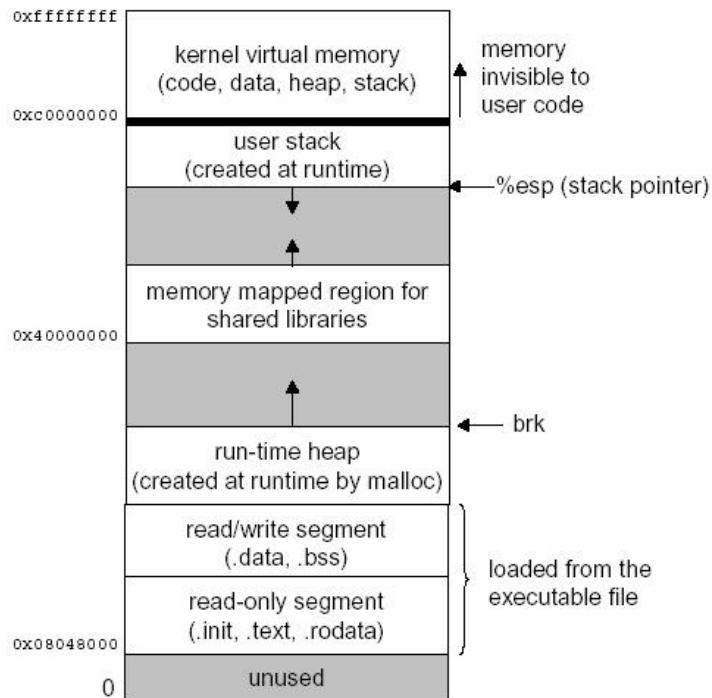 0xffffffff
kernel virtual memory
(code, data, heap, stack)
memory
invisible to
user code
0xc0000000
user stack
(created at runtime)
%esp (stack pointer)
memory mapped region for
shared libraries
0x40000000
brk
run-time heap
(created at runtime by malloc)
read/write segment
(.data, .bss)
loaded from the
executable file
read-only segment
(.init, .text, .rodata)
0x08048000
unused
0